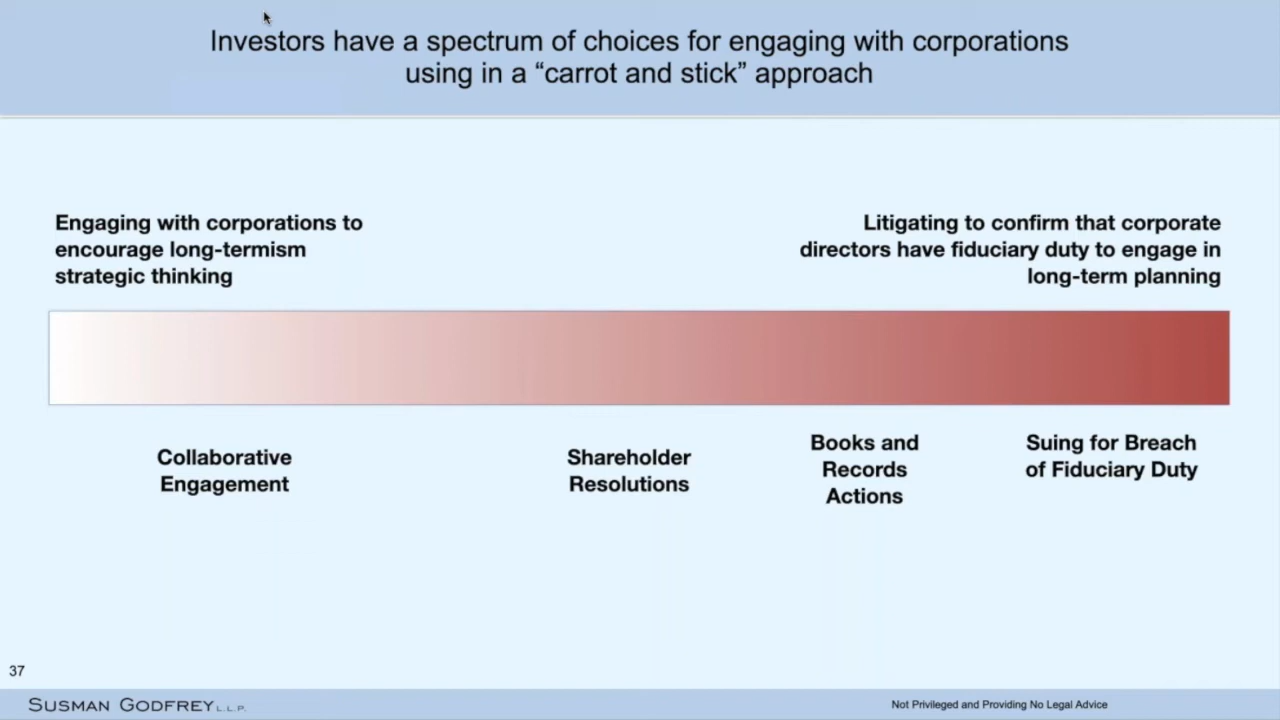 Investors have a spectrum of choices for engaging with corporations
using in a “carrot and stick” approach
Engaging with corporations to
encourage long-termism
strategic thinking
Litigating to confirm that corporate
directors have fiduciary duty to engage in
long-term planning
Collaborative
Engagement
Shareholder
Resolutions
Books and
Records
Actions
Suing for Breach
of Fiduciary Duty
37
SUSMAN GODFREY L.L.P.
Not Privileged and Providing No Legal Advice